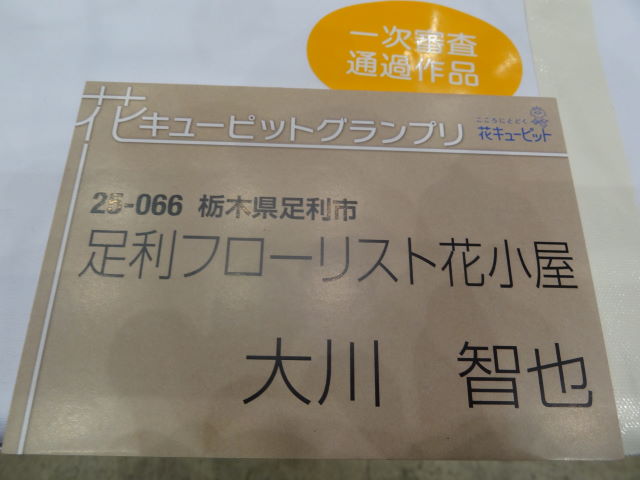 一次審査
通過作品
花キューピットグランプリ
こころにとどく
花キューピット
25-066 栃木県足利市
足利フローリスト花小屋
大川 智也